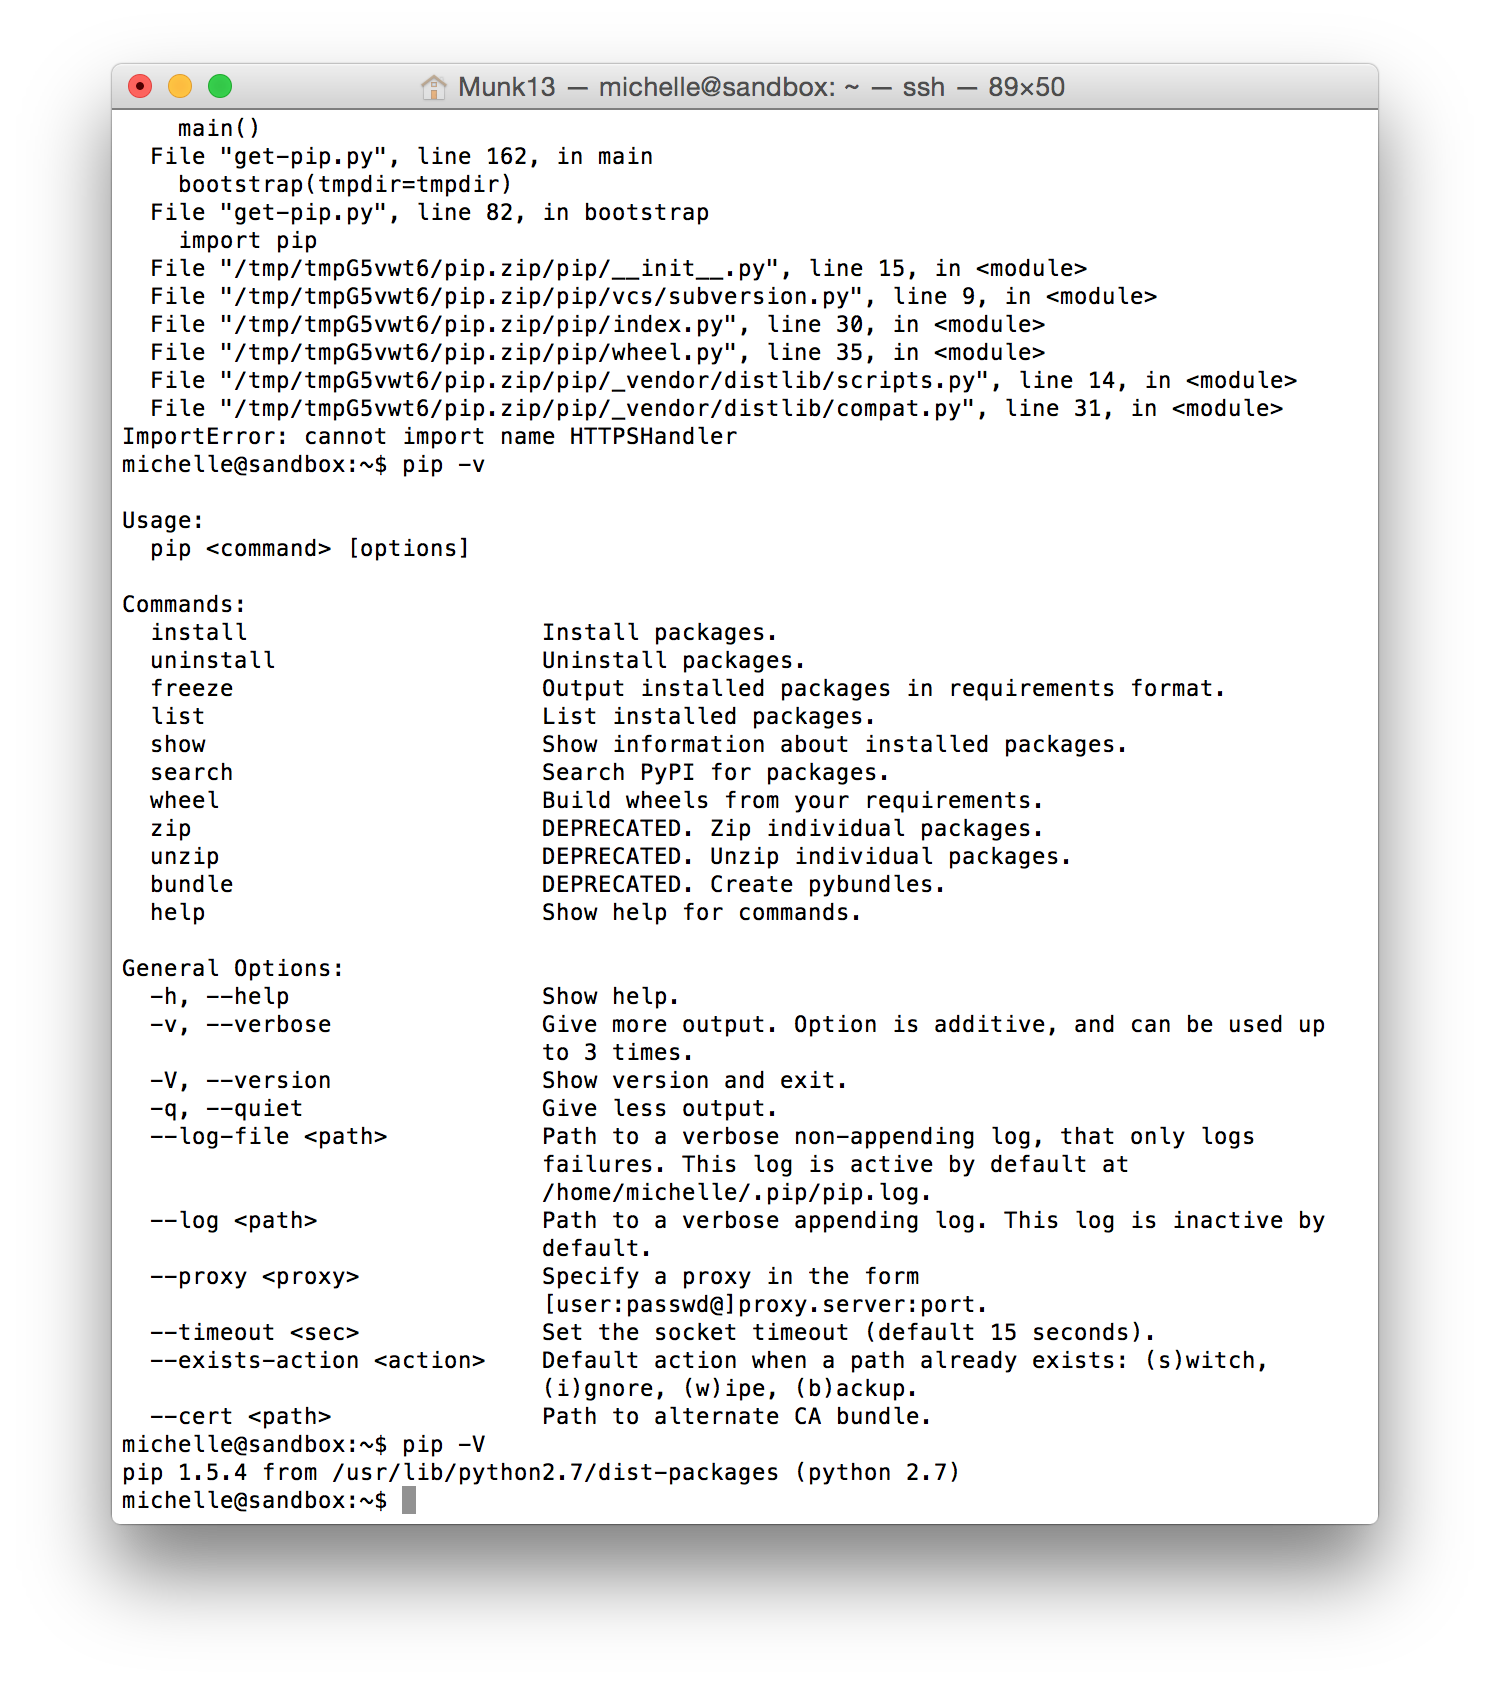 Munk13 — michelle@sandbox: ~ — ssh — 89×50
    main()
  File "get-pip.py", line 162, in main
    bootstrap(tmpdir=tmpdir)
  File "get-pip.py", line 82, in bootstrap
    import pip
  File "/tmp/tmpG5vwt6/pip.zip/pip/__init__.py", line 15, in <module>
  File "/tmp/tmpG5vwt6/pip.zip/pip/vcs/subversion.py", line 9, in <module>
  File "/tmp/tmpG5vwt6/pip.zip/pip/index.py", line 30, in <module>
  File "/tmp/tmpG5vwt6/pip.zip/pip/wheel.py", line 35, in <module>
  File "/tmp/tmpG5vwt6/pip.zip/pip/_vendor/distlib/scripts.py", line 14, in <module>
  File "/tmp/tmpG5vwt6/pip.zip/pip/_vendor/distlib/compat.py", line 31, in <module>
ImportError: cannot import name HTTPSHandler
michelle@sandbox:~$ pip -v

Usage:
  pip <command> [options]

Commands:
  install                     Install packages.
  uninstall                   Uninstall packages.
  freeze                      Output installed packages in requirements format.
  list                        List installed packages.
  show                        Show information about installed packages.
  search                      Search PyPI for packages.
  wheel                       Build wheels from your requirements.
  zip                         DEPRECATED. Zip individual packages.
  unzip                       DEPRECATED. Unzip individual packages.
  bundle                      DEPRECATED. Create pybundles.
  help                        Show help for commands.

General Options:
  -h, --help                  Show help.
  -v, --verbose               Give more output. Option is additive, and can be used up
                              to 3 times.
  -V, --version               Show version and exit.
  -q, --quiet                 Give less output.
  --log-file <path>           Path to a verbose non-appending log, that only logs
                              failures. This log is active by default at
                              /home/michelle/.pip/pip.log.
  --log <path>                Path to a verbose appending log. This log is inactive by
                              default.
  --proxy <proxy>             Specify a proxy in the form
                              [user:passwd@]proxy.server:port.
  --timeout <sec>             Set the socket timeout (default 15 seconds).
  --exists-action <action>    Default action when a path already exists: (s)witch,
                              (i)gnore, (w)ipe, (b)ackup.
  --cert <path>               Path to alternate CA bundle.
michelle@sandbox:~$ pip -V
pip 1.5.4 from /usr/lib/python2.7/dist-packages (python 2.7)
michelle@sandbox:~$